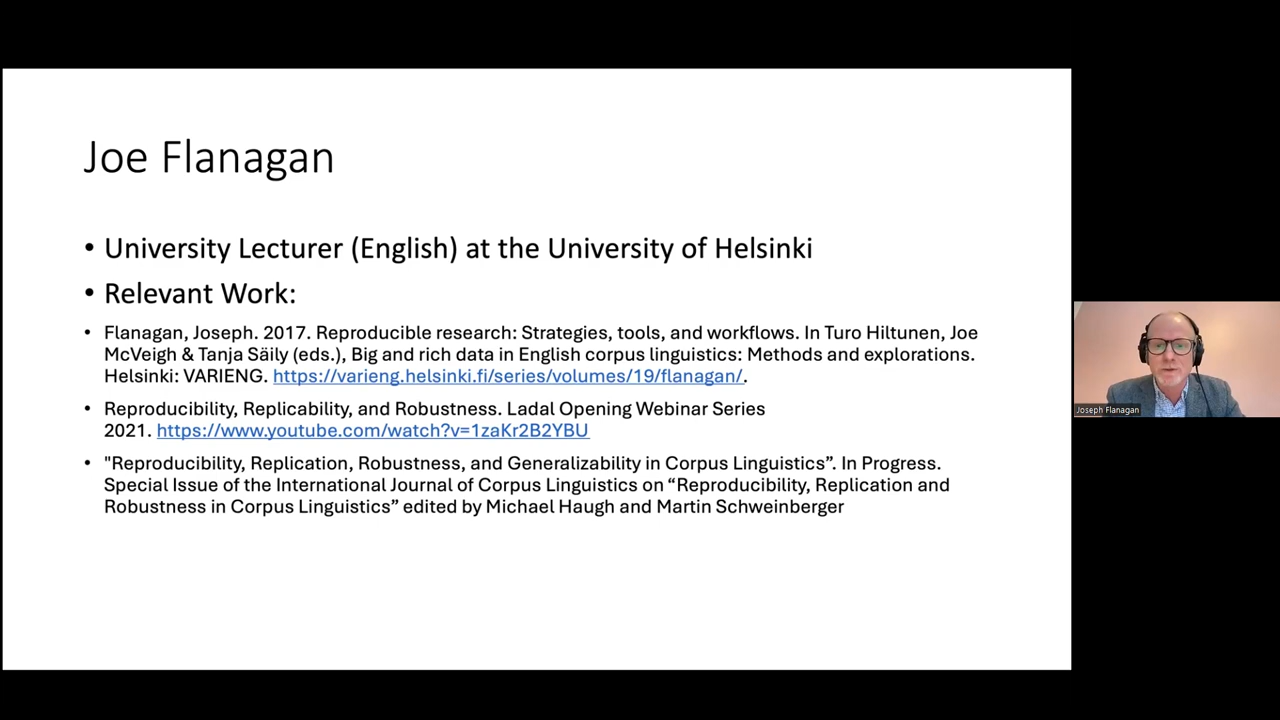 Joe Flanagan
• University Lecturer (English) at the University of Helsinki
• Relevant Work:
• Flanagan, Joseph. 2017. Reproducible research: Strategies, tools, and workflows. In Turo Hiltunen, Joe
McVeigh & Tanja Säily (eds.), Big and rich data in English corpus linguistics: Methods and explorations.
Helsinki: VARIENG. https://varieng.helsinki.fi/series/volumes/19/flanagan/.
• Reproducibility, Replicability, and Robustness. Ladal Opening Webinar Series
2021. https://www.youtube.com/watch?v=1zaKr2B2YBU
• "Reproducibility, Replication, Robustness, and Generalizability in Corpus Linguistics”. In Progress.
Special Issue of the International Journal of Corpus Linguistics on “Reproducibility, Replication and
Robustness in Corpus Linguistics” edited by Michael Haugh and Martin Schweinberger
Joseph Flanagan